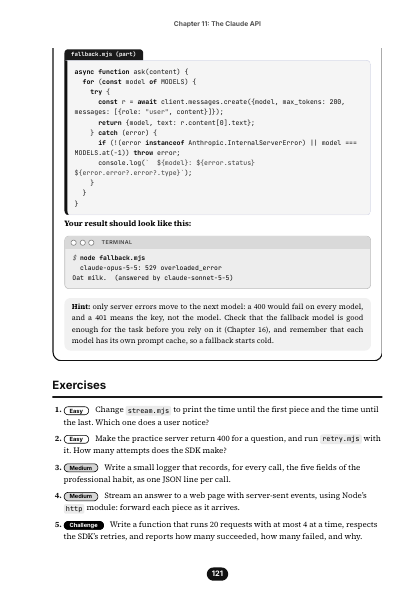 Chapter 11: The Claude API
fallback.mjs (part)
async function ask(content) {
for (const model of MODELS) {
try {
const r = await client.messages.create({model, max_tokens: 200,
messages: [{role: "user", content}]});
return {model, text: r.content[0].text};
} catch (error) {
if (!(error instanceof Anthropic.InternalServerError) || model ===
MODELS.at(-1)) throw error;
console.log(`  ${model}: ${error.status}
${error.error?.error?.type}`);
}
}
}
Your result should look like this:
TERMINAL
$ node fallback.mjs
claude-opus-5-5: 529 overloaded_error
Oat milk.  (answered by claude-sonnet-5-5)
Hint: only server errors move to the next model: a 400 would fail on every model,
and a 401 means the key, not the model. Check that the fallback model is good
enough for the task before you rely on it (Chapter 16), and remember that each
model has its own prompt cache, so a fallback starts cold.
Exercises
1. Easy Change stream.mjs to print the time until the first piece and the time until
the last. Which one does a user notice?
2. Easy Make the practice server return 400 for a question, and run retry.mjs with
it. How many attempts does the SDK make?
3. Medium Write a small logger that records, for every call, the five fields of the
professional habit, as one JSON line per call.
4. Medium Stream an answer to a web page with server-sent events, using Node's
http module: forward each piece as it arrives.
5. Challenge Write a function that runs 20 requests with at most 4 at a time, respects
the SDK's retries, and reports how many succeeded, how many failed, and why.
121